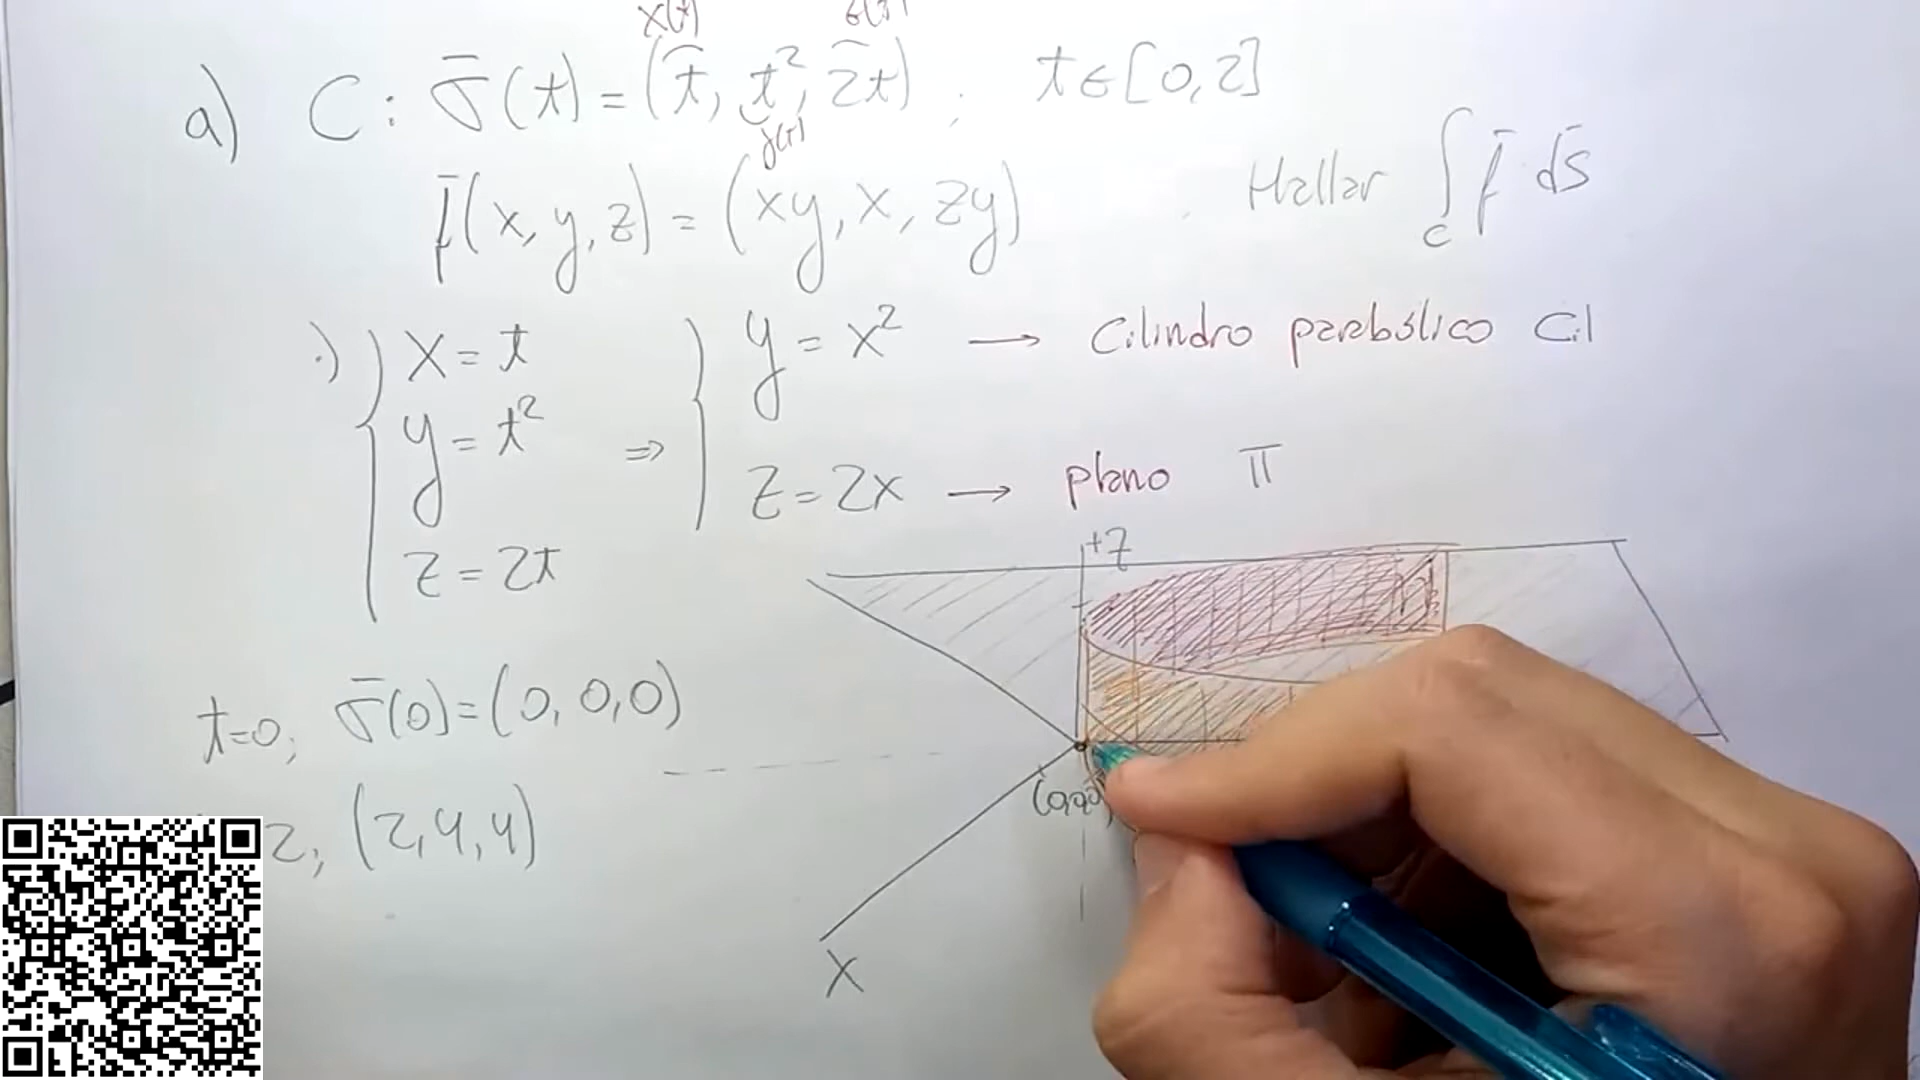 x(t) z(t)
a) C: σ̄(t) = (t, t², 2t) ; t∈[0,2]
y(t)
f̄(x, y, z) = (xy, x, zy) Hallar ∫_C f̄ · ds̄
·) { x = t
y = t²
z = 2t
⇒ { y = x² → Cilindro parabólico Cil
z = 2x → plano π
+z
t=0; σ̄(0) = (0, 0, 0)
2; (2,4,4)
(0,0,0)
x